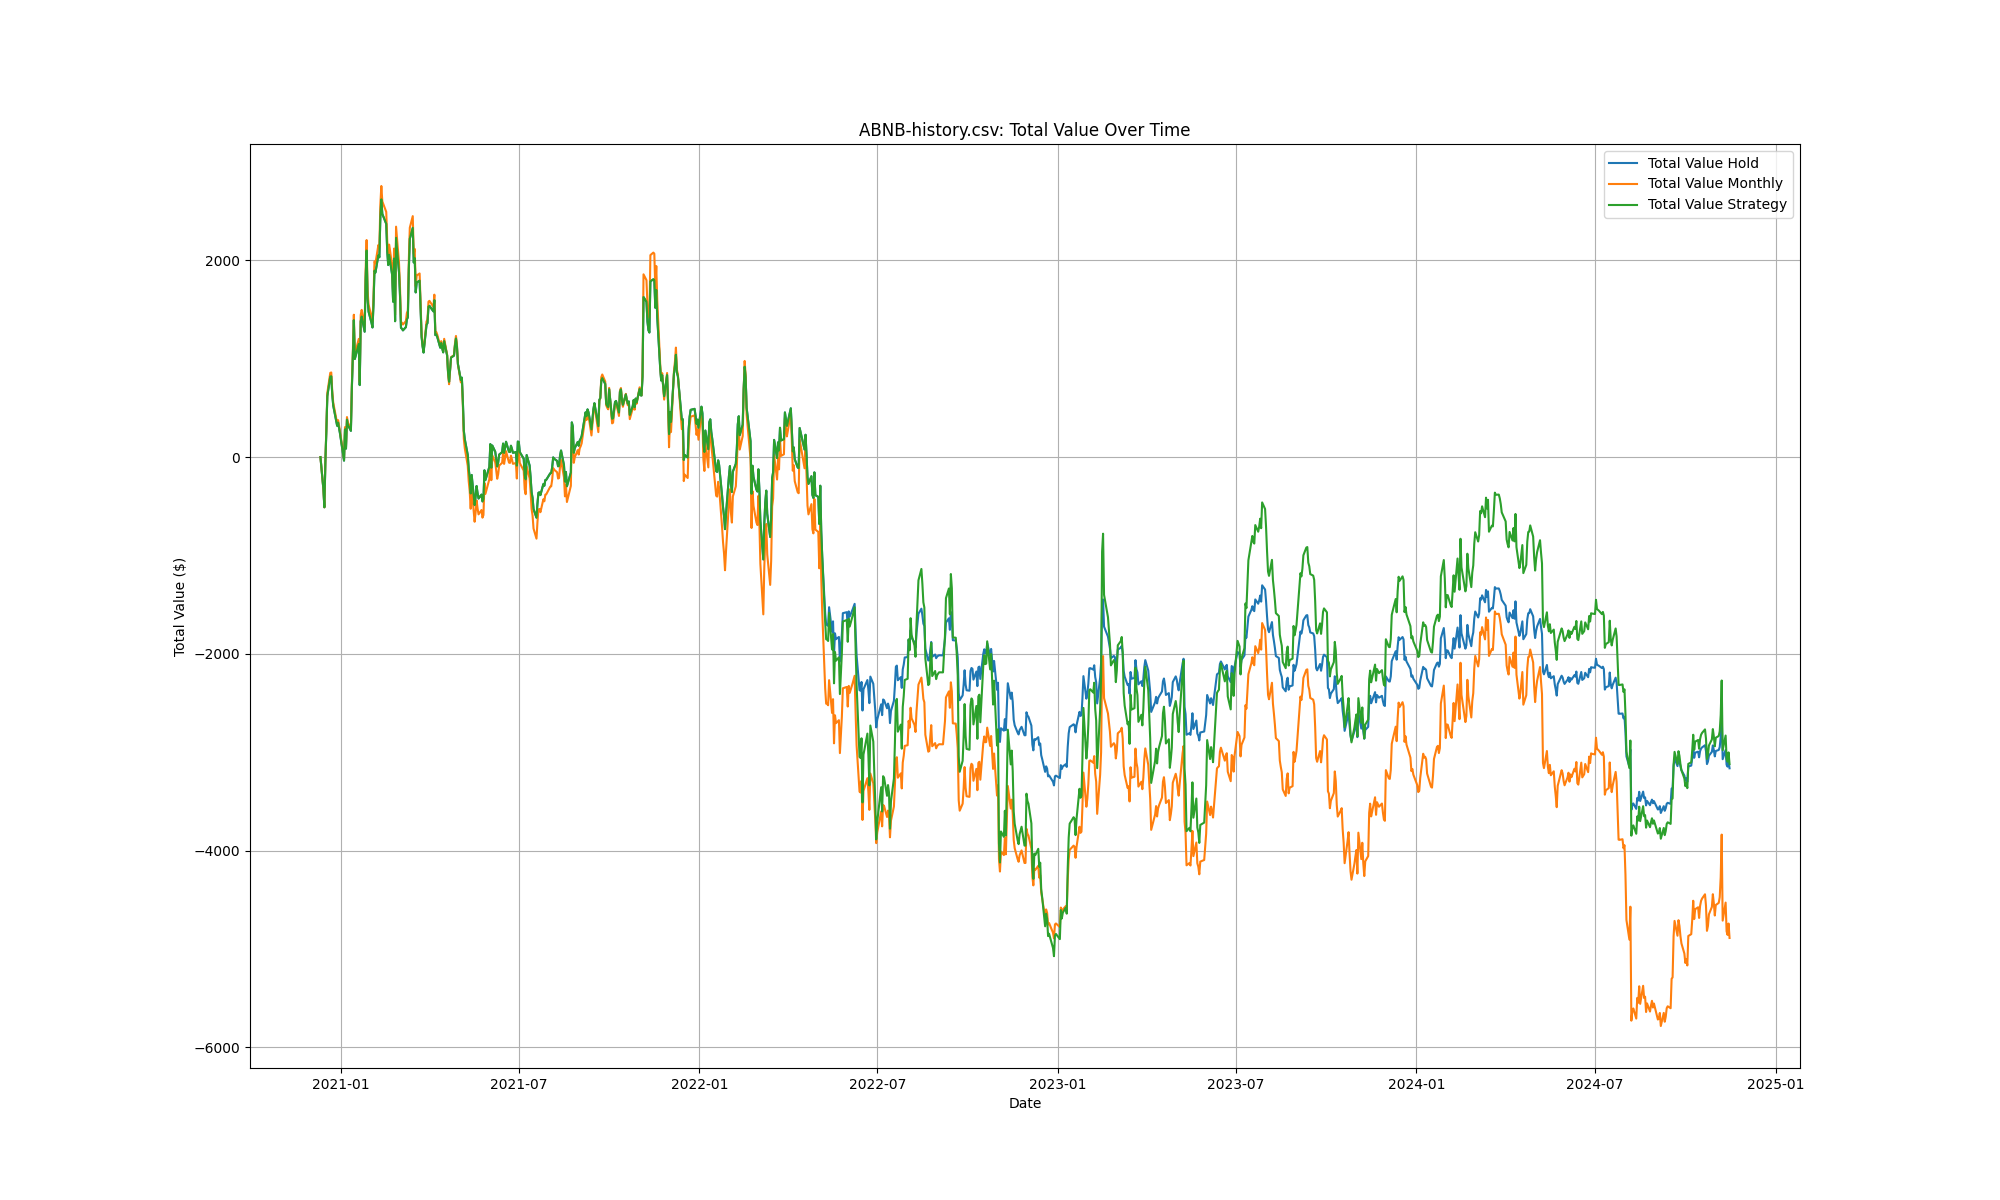 ABNB-history.csv: Total Value Over Time
Total Value Hold
Total Value Monthly
Total Value Strategy
2000
0
−2000
−4000
−6000
Total Value ($)
2021-01 2021-07 2022-01 2022-07 2023-01 2023-07 2024-01 2024-07 2025-01
Date